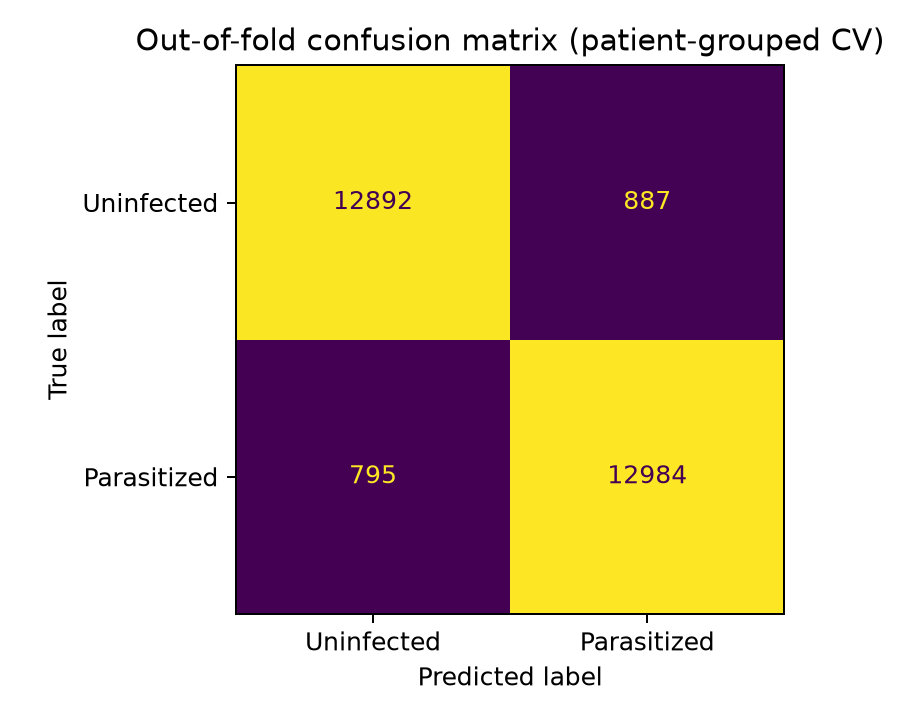 Out-of-fold confusion matrix (patient-grouped CV)
True label
Uninfected
12892
887
Parasitized
795
12984
Uninfected
Parasitized
Predicted label